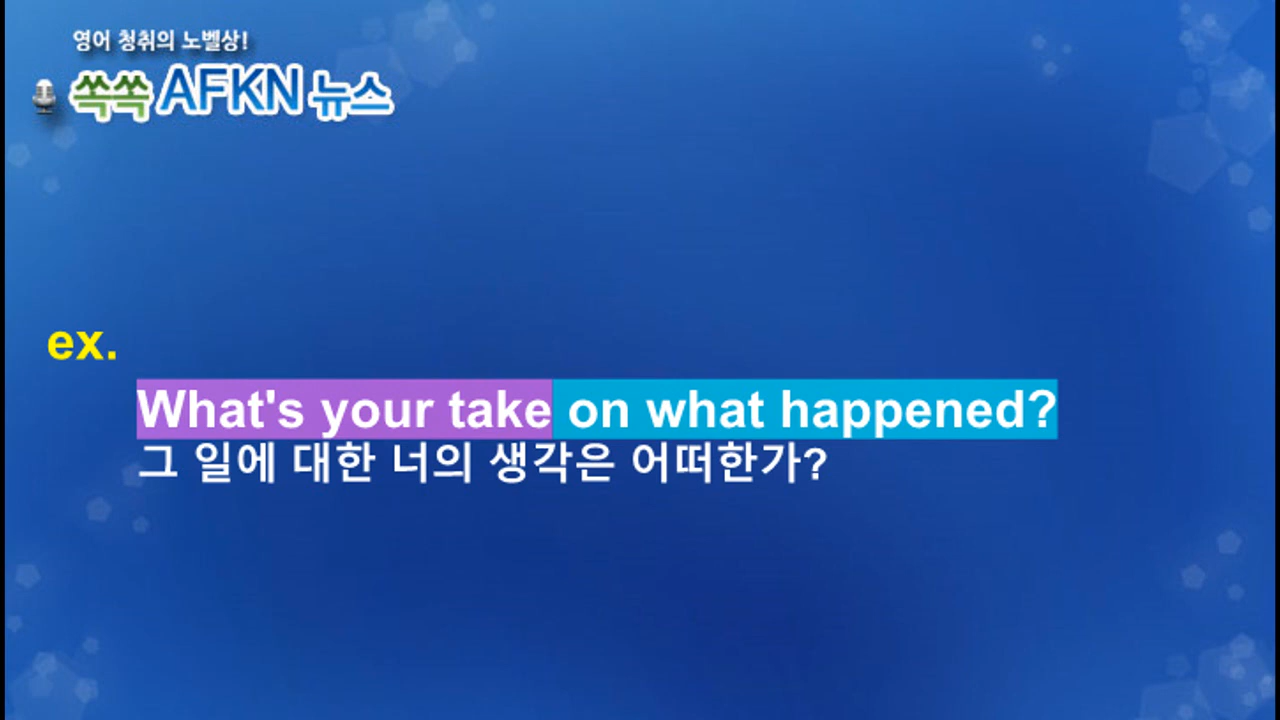 영어 청취의 노벨상!
쏙쏙 AFKN 뉴스
ex.
What's your take on what happened?
그 일에 대한 너의 생각은 어떠한가?